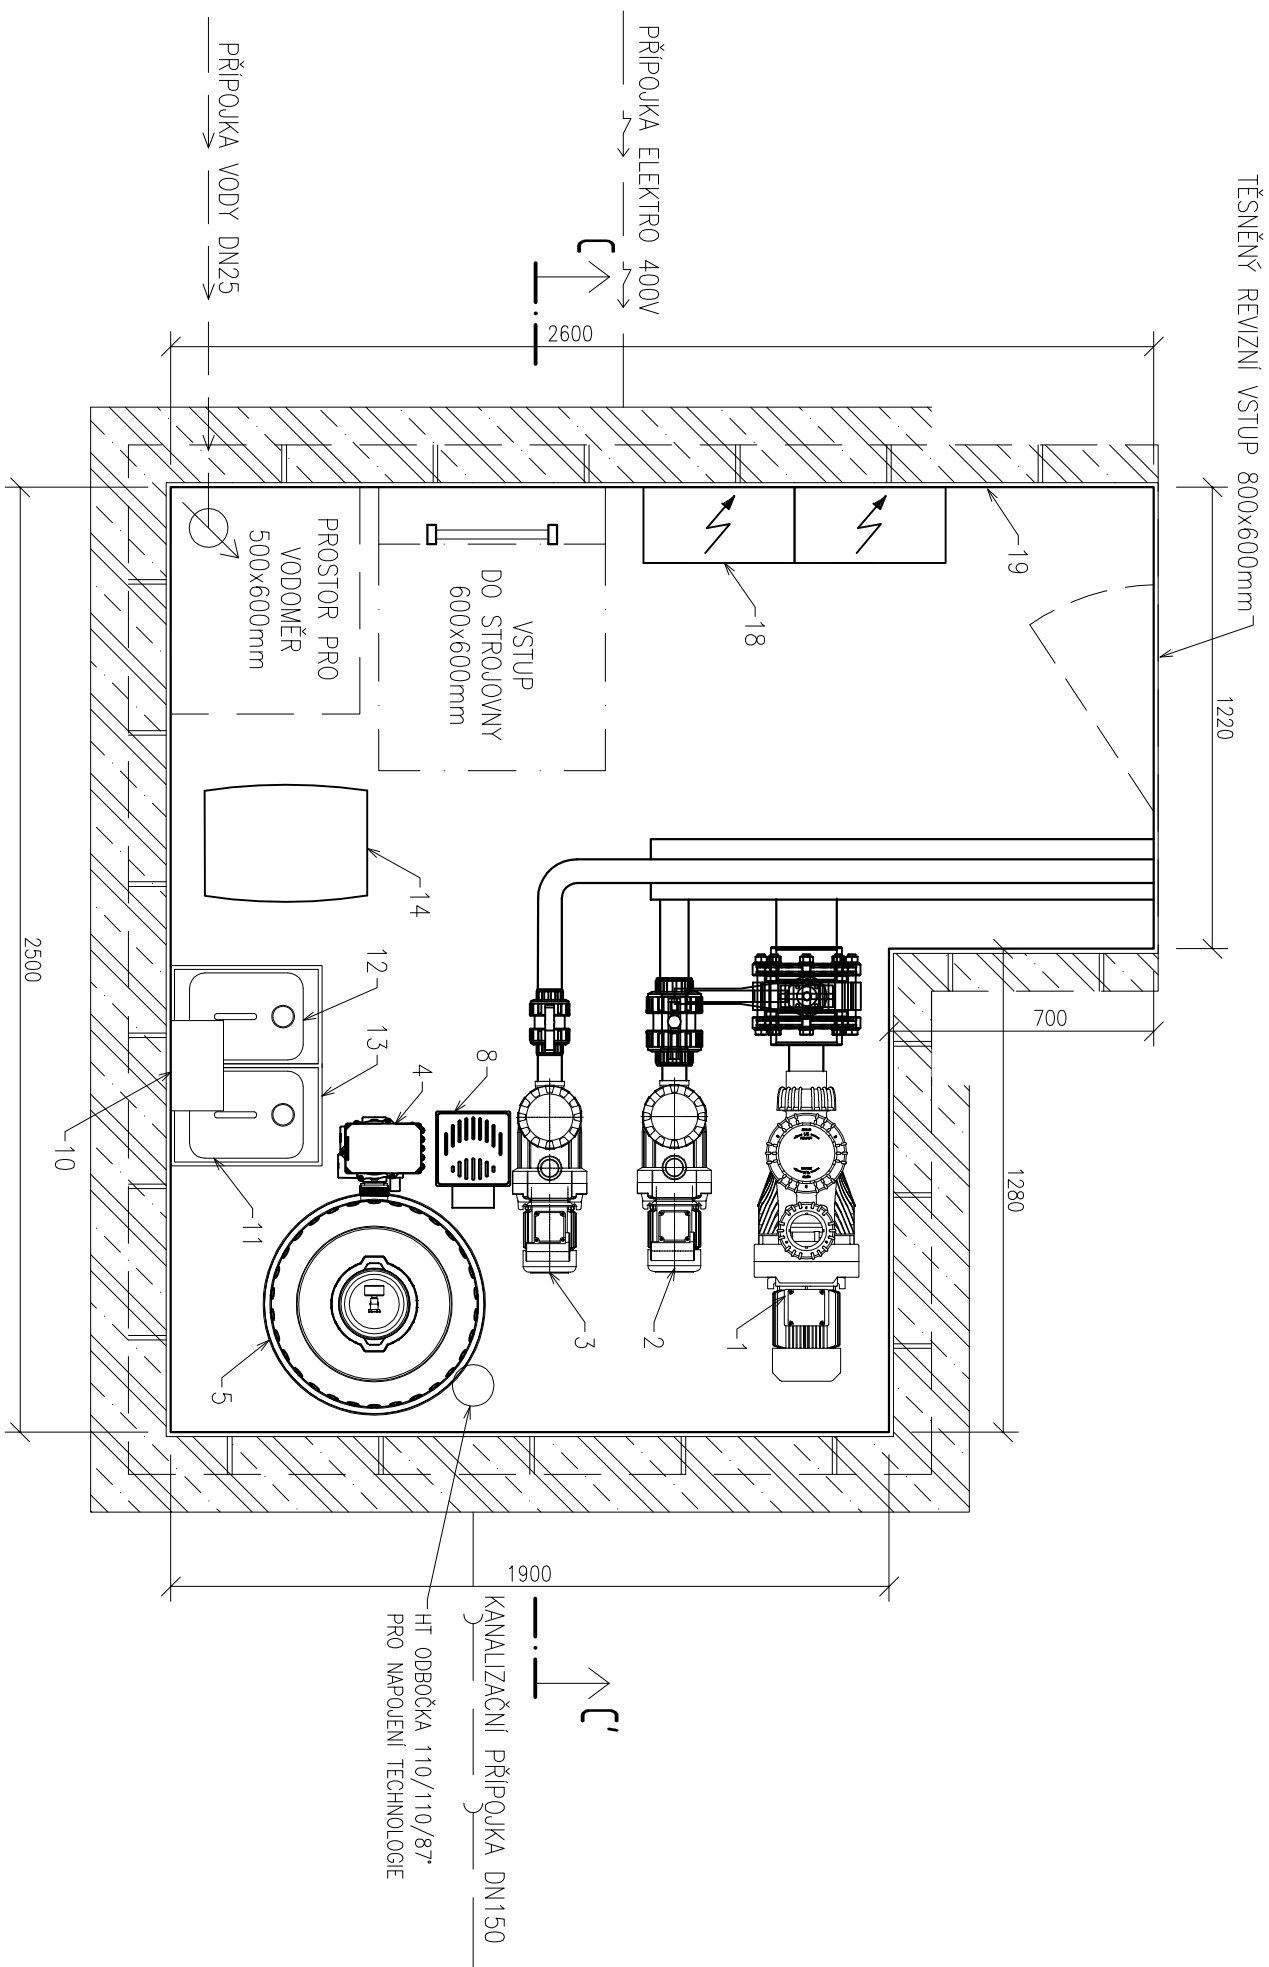 TĚSNĚNÝ REVIZNÍ VSTUP 800x600mm
PŘÍPOJKA ELEKTRO 400V
PŘÍPOJKA VODY DN25
C
2600
1220
19
18
VSTUP
DO STROJOVNY
600x600mm
PROSTOR PRO
VODOMĚR
500x600mm
14
12
13
10
11
4
8
5
3
2
1
700
1280
2500
1900
C'
KANALIZAČNÍ PŘÍPOJKA DN150
HT ODBOČKA 110/110/87°
PRO NAPOJENÍ TECHNOLOGIE